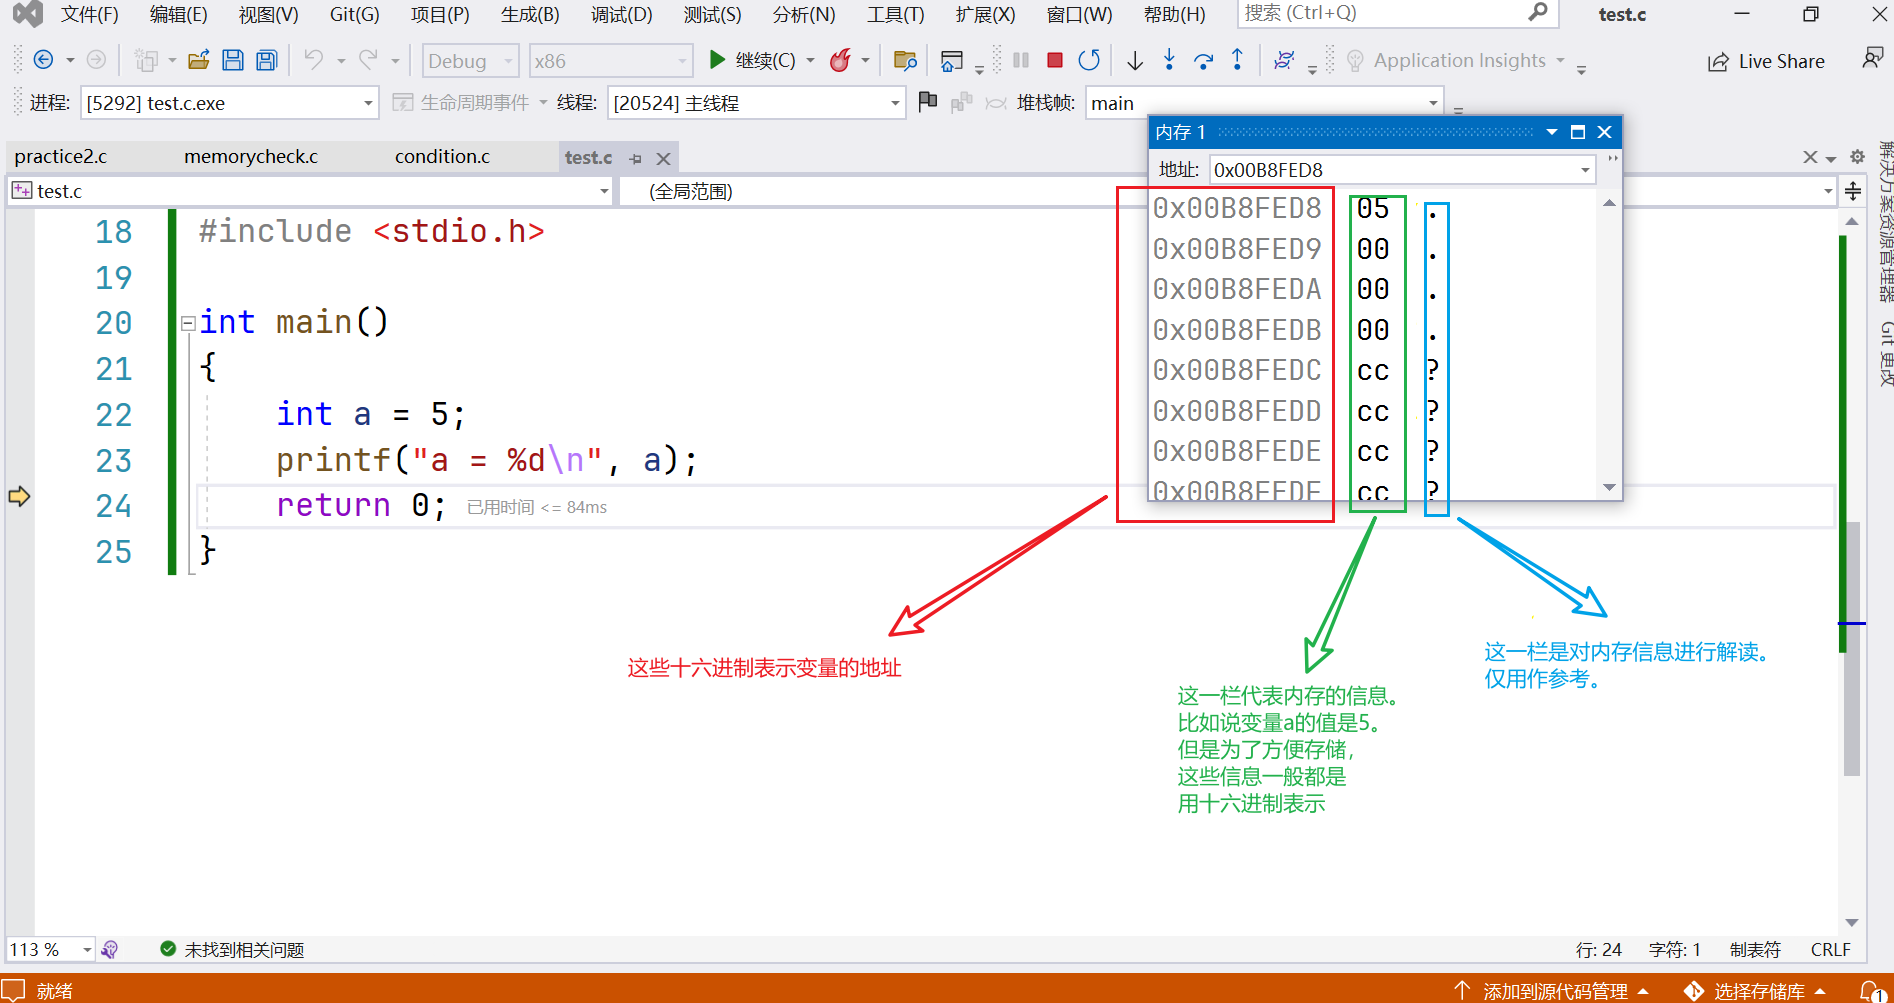 文件(F) 编辑(E) 视图(V) Git(G) 项目(P) 生成(B) 调试(D) 测试(S) 分析(N) 工具(T) 扩展(X) 窗口(W) 帮助(H) 搜索 (Ctrl+Q) test.c
Debug x86 继续(C) Application Insights Live Share
进程: [5292] test.c.exe 生命周期事件 线程: [20524] 主线程 堆栈帧: main
practice2.c memorycheck.c condition.c test.c
test.c (全局范围)
内存 1
地址: 0x00B8FED8
0x00B8FED8 05 .
0x00B8FED9 00 .
0x00B8FEDA 00 .
0x00B8FEDB 00 .
0x00B8FEDC cc ?
0x00B8FEDD cc ?
0x00B8FEDE cc ?
0x00B8FEDF cc ?
解决方案资源管理器
Git 更改
18 #include <stdio.h>
19
20 int main()
21 {
22 int a = 5;
23 printf("a = %d\n", a);
24 return 0; 已用时间 <= 84ms
25 }
这些十六进制表示变量的地址
这一栏代表内存的信息。
比如说变量a的值是5。
但是为了方便存储，
这些信息一般都是
用十六进制表示
这一栏是对内存信息进行解读。
仅用作参考。
113 % 未找到相关问题 行: 24 字符: 1 制表符 CRLF
就绪 添加到源代码管理 选择存储库 1